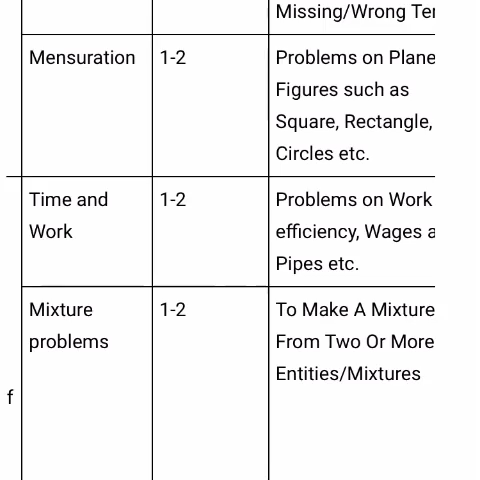 Missing/Wrong
Mensuration 1-2 Problems on Plane
Figures such as
Square, Rectangle,
Circles etc.
Time and 1-2 Problems on Work
Work efficiency, Wages
Pipes etc.
Mixture 1-2 To Make A Mixture
problems From Two Or More
Entities/Mixtures
f